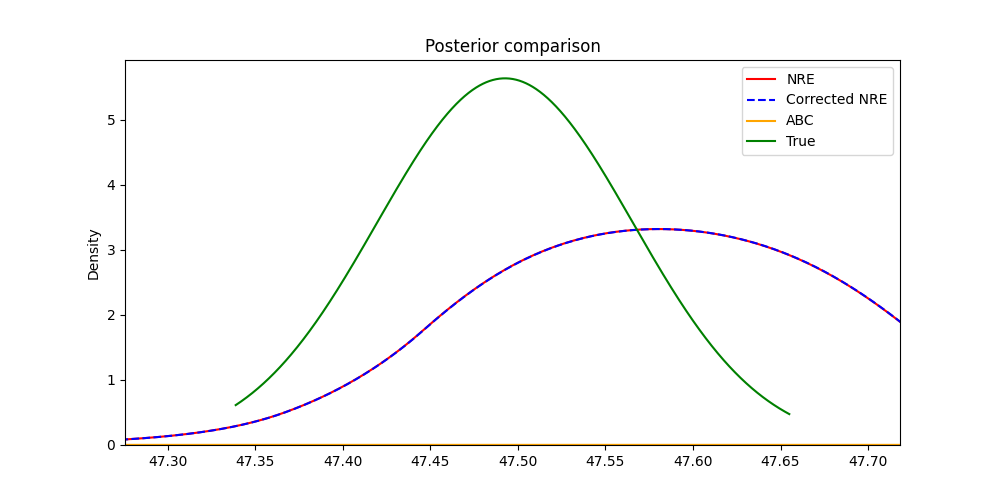 Posterior comparison
NRE
Corrected NRE
ABC
True
Density
5
4
3
2
1
0
47.30 47.35 47.40 47.45 47.50 47.55 47.60 47.65 47.70